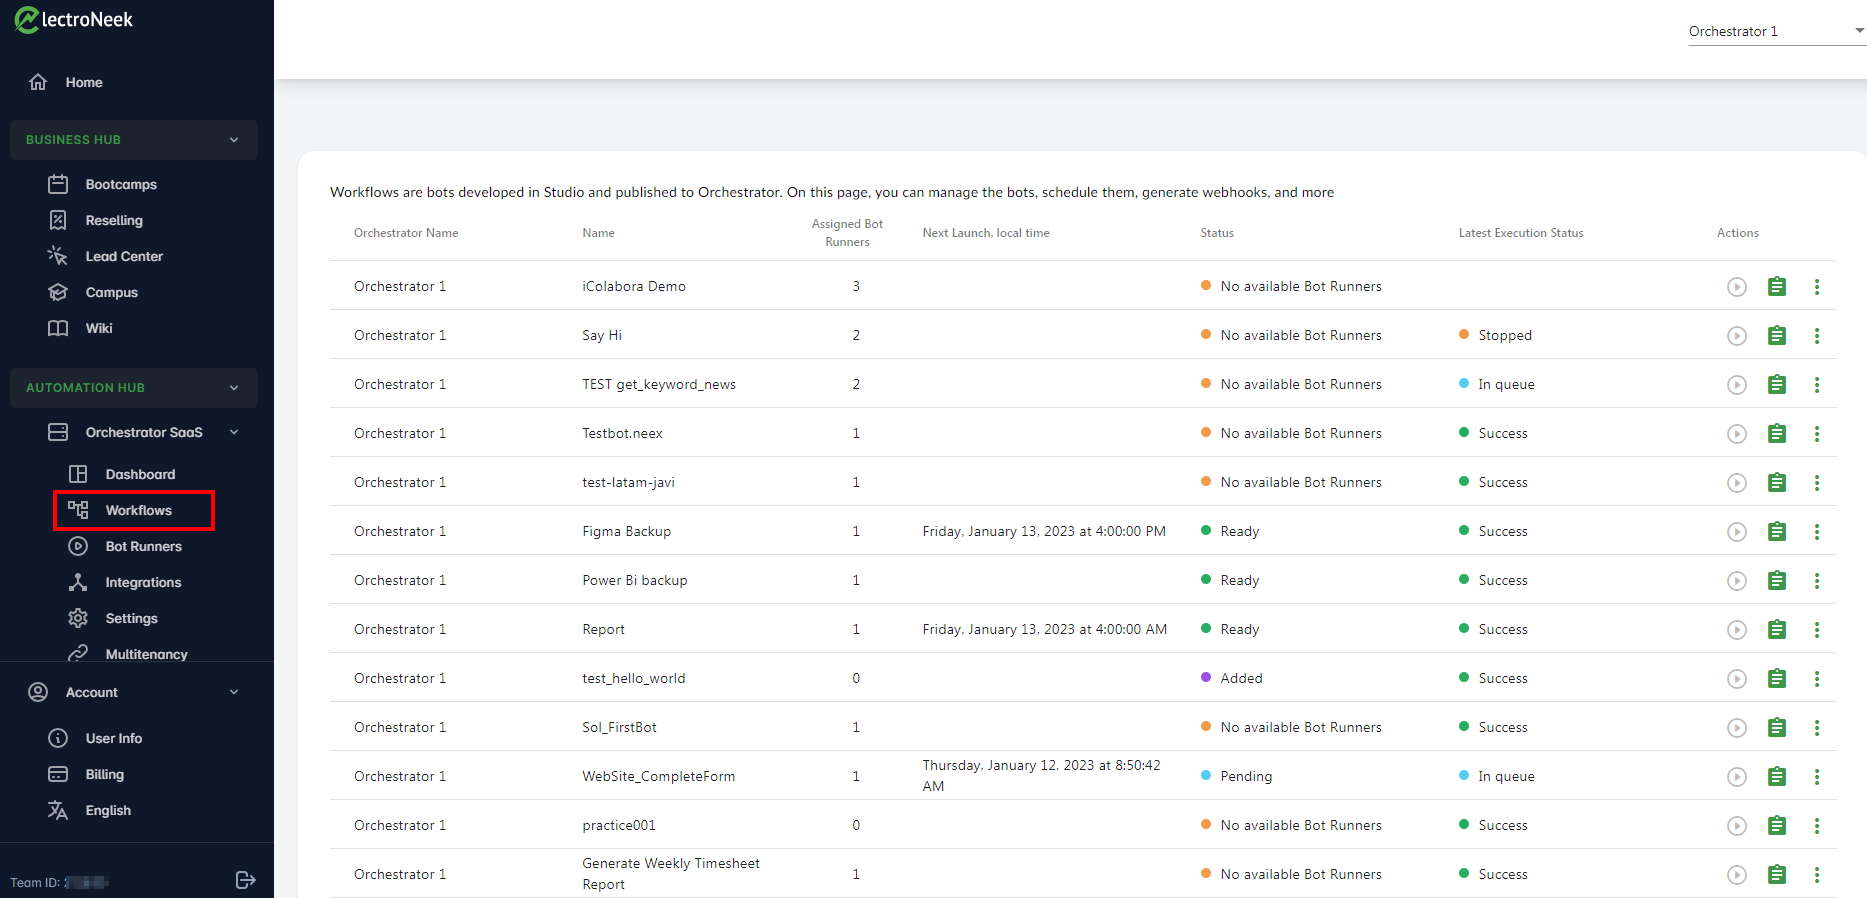 lectroNeek
Orchestrator 1
Home
BUSINESS HUB
Bootcamps
Reselling
Lead Center
Campus
Wiki
AUTOMATION HUB
Orchestrator SaaS
Dashboard
Workflows
Bot Runners
Integrations
Settings
Multitenancy
Account
User Info
Billing
English
Team ID:
Workflows are bots developed in Studio and published to Orchestrator. On this page, you can manage the bots, schedule them, generate webhooks, and more
Orchestrator Name Name Assigned Bot Runners Next Launch, local time Status Latest Execution Status Actions
Orchestrator 1 iColabora Demo 3 No available Bot Runners
Orchestrator 1 Say Hi 2 No available Bot Runners Stopped
Orchestrator 1 TEST get_keyword_news 2 No available Bot Runners In queue
Orchestrator 1 Testbot.neex 1 No available Bot Runners Success
Orchestrator 1 test-latam-javi 1 No available Bot Runners Success
Orchestrator 1 Figma Backup 1 Friday, January 13, 2023 at 4:00:00 PM Ready Success
Orchestrator 1 Power Bi backup 1 Ready Success
Orchestrator 1 Report 1 Friday, January 13, 2023 at 4:00:00 AM Ready Success
Orchestrator 1 test_hello_world 0 Added Success
Orchestrator 1 Sol_FirstBot 1 No available Bot Runners Success
Orchestrator 1 WebSite_CompleteForm 1 Thursday, January 12, 2023 at 8:50:42 AM Pending In queue
Orchestrator 1 practice001 0 No available Bot Runners Success
Orchestrator 1 Generate Weekly Timesheet Report 1 No available Bot Runners Success